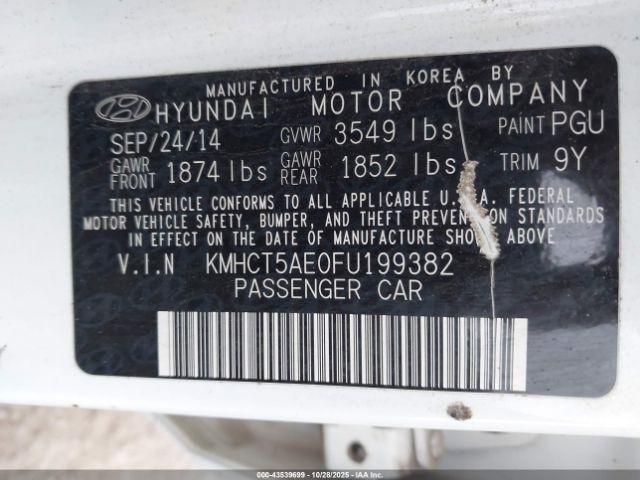 MANUFACTURED IN KOREA BY
HYUNDAI MOTOR COMPANY
SEP/24/14 GVWR 3549 lbs PAINT PGU
GAWR FRONT 1874 lbs GAWR REAR 1852 lbs TRIM 9Y
THIS VEHICLE CONFORMS TO ALL APPLICABLE U.S.A. FEDERAL
MOTOR VEHICLE SAFETY, BUMPER, AND THEFT PREVENTION STANDARDS
IN EFFECT ON THE DATE OF MANUFACTURE SHOWN ABOVE
V.I.N KMHCT5AE0FU199382
PASSENGER CAR
© COPYRIGHT <43539699 | 10/28/2025 - IAA Holdings, LLC